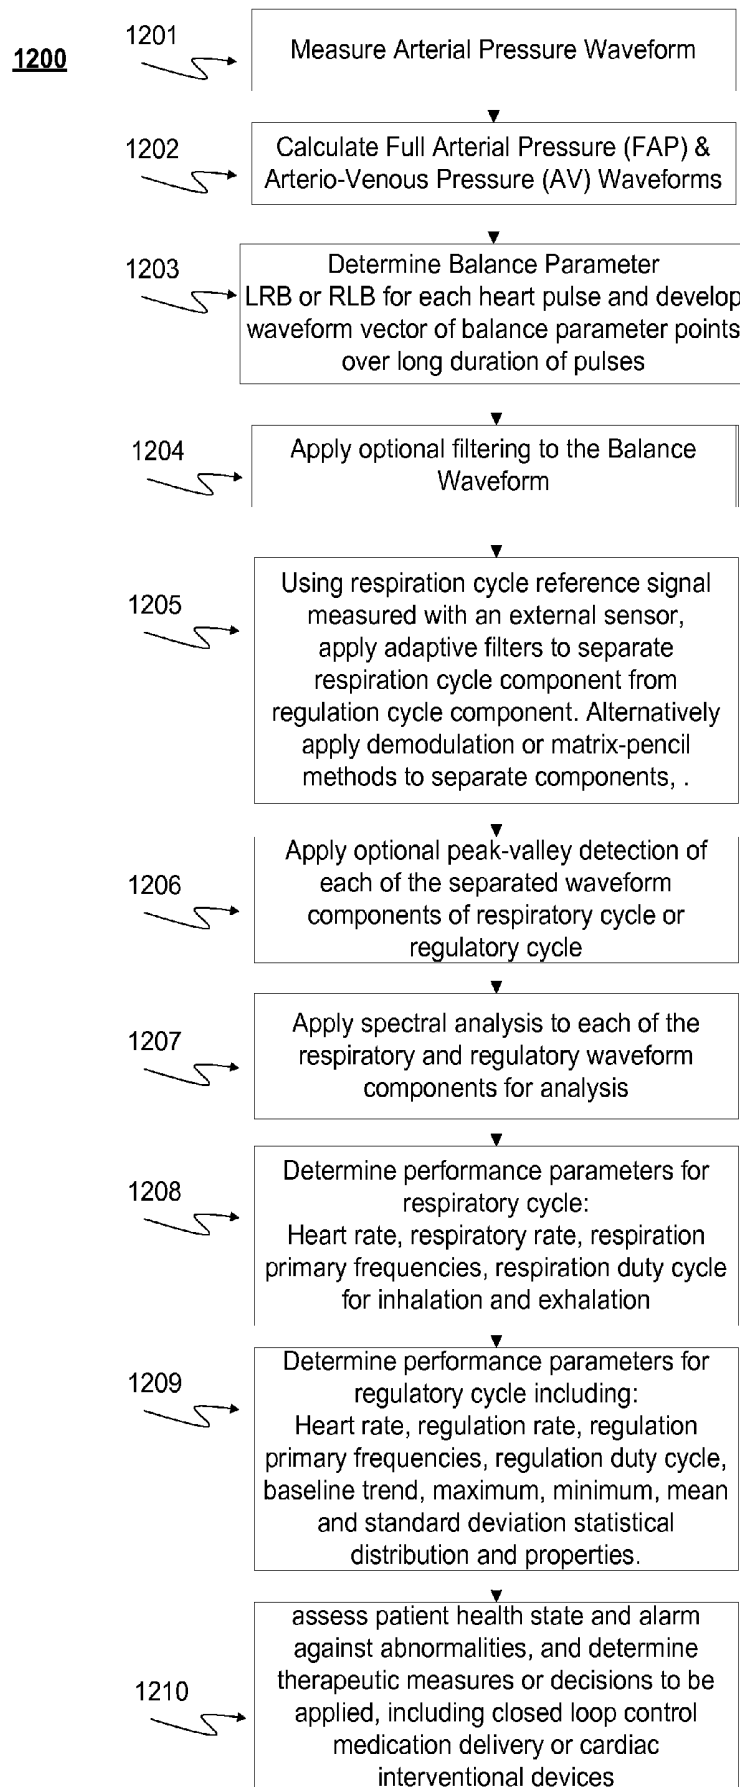 1200
1201
Measure Arterial Pressure Waveform
1202
Calculate Full Arterial Pressure (FAP) &
Arterio-Venous Pressure (AV) Waveforms
1203
Determine Balance Parameter
LRB or RLB for each heart pulse and develop
waveform vector of balance parameter points
over long duration of pulses
1204
Apply optional filtering to the Balance
Waveform
1205
Using respiration cycle reference signal
measured with an external sensor,
apply adaptive filters to separate
respiration cycle component from
regulation cycle component. Alternatively
apply demodulation or matrix-pencil
methods to separate components, .
1206
Apply optional peak-valley detection of
each of the separated waveform
components of respiratory cycle or
regulatory cycle
1207
Apply spectral analysis to each of the
respiratory and regulatory waveform
components for analysis
1208
Determine performance parameters for
respiratory cycle:
Heart rate, respiratory rate, respiration
primary frequencies, respiration duty cycle
for inhalation and exhalation
1209
Determine performance parameters for
regulatory cycle including:
Heart rate, regulation rate, regulation
primary frequencies, regulation duty cycle,
baseline trend, maximum, minimum, mean
and standard deviation statistical
distribution and properties.
1210
assess patient health state and alarm
against abnormalities, and determine
therapeutic measures or decisions to be
applied, including closed loop control
medication delivery or cardiac
interventional devices